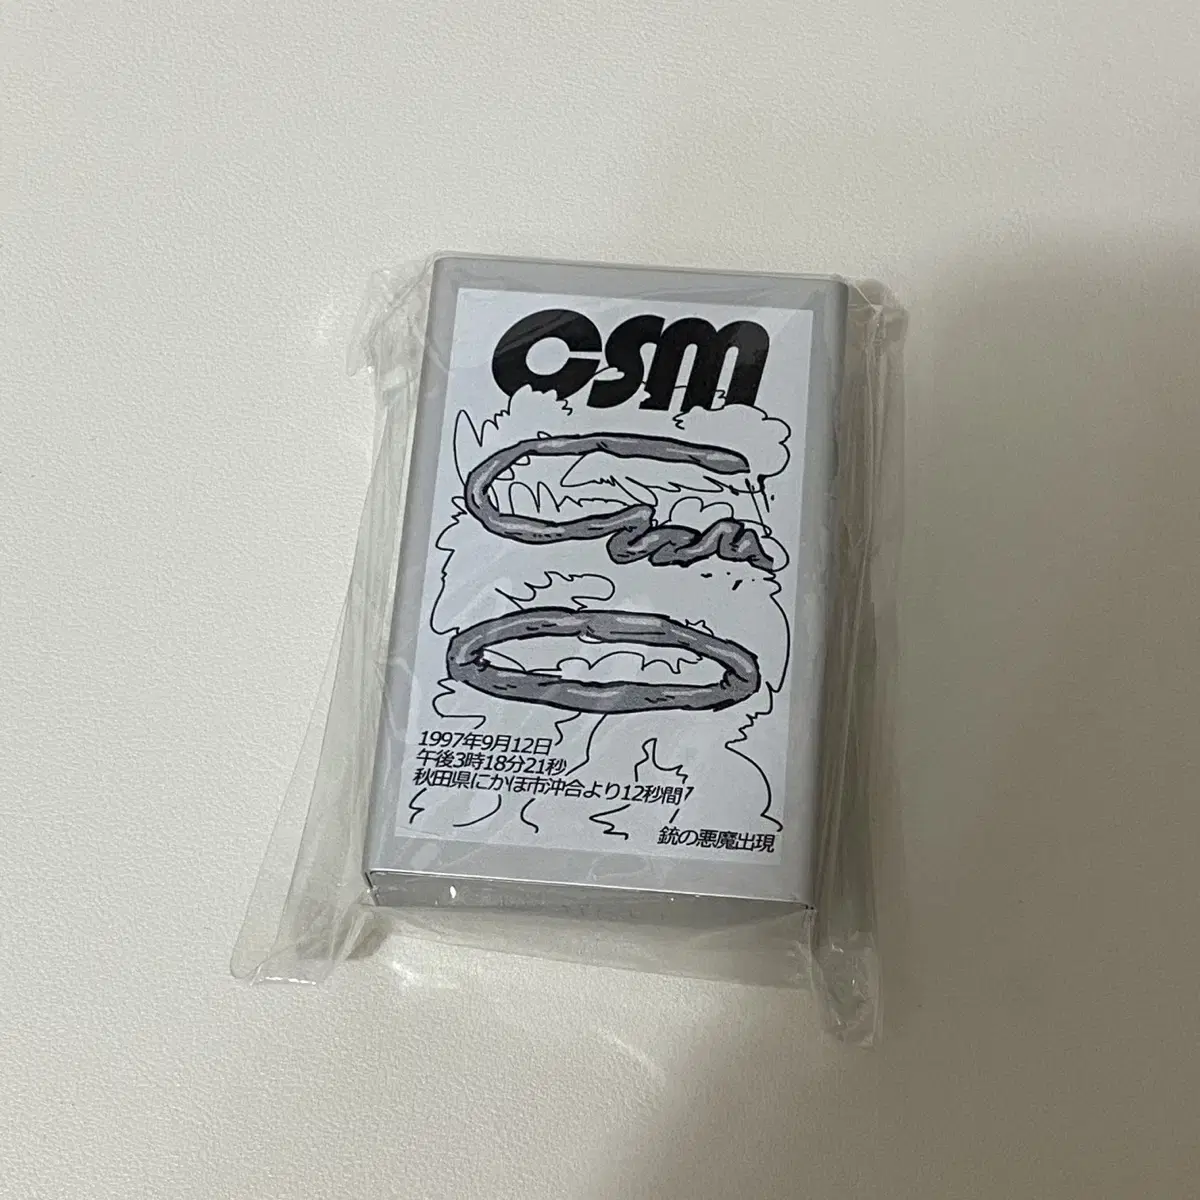 CSM
1997年9月12日
午後3時18分21秒
秋田県にかほ市沖合より12秒間
銃の悪魔出現